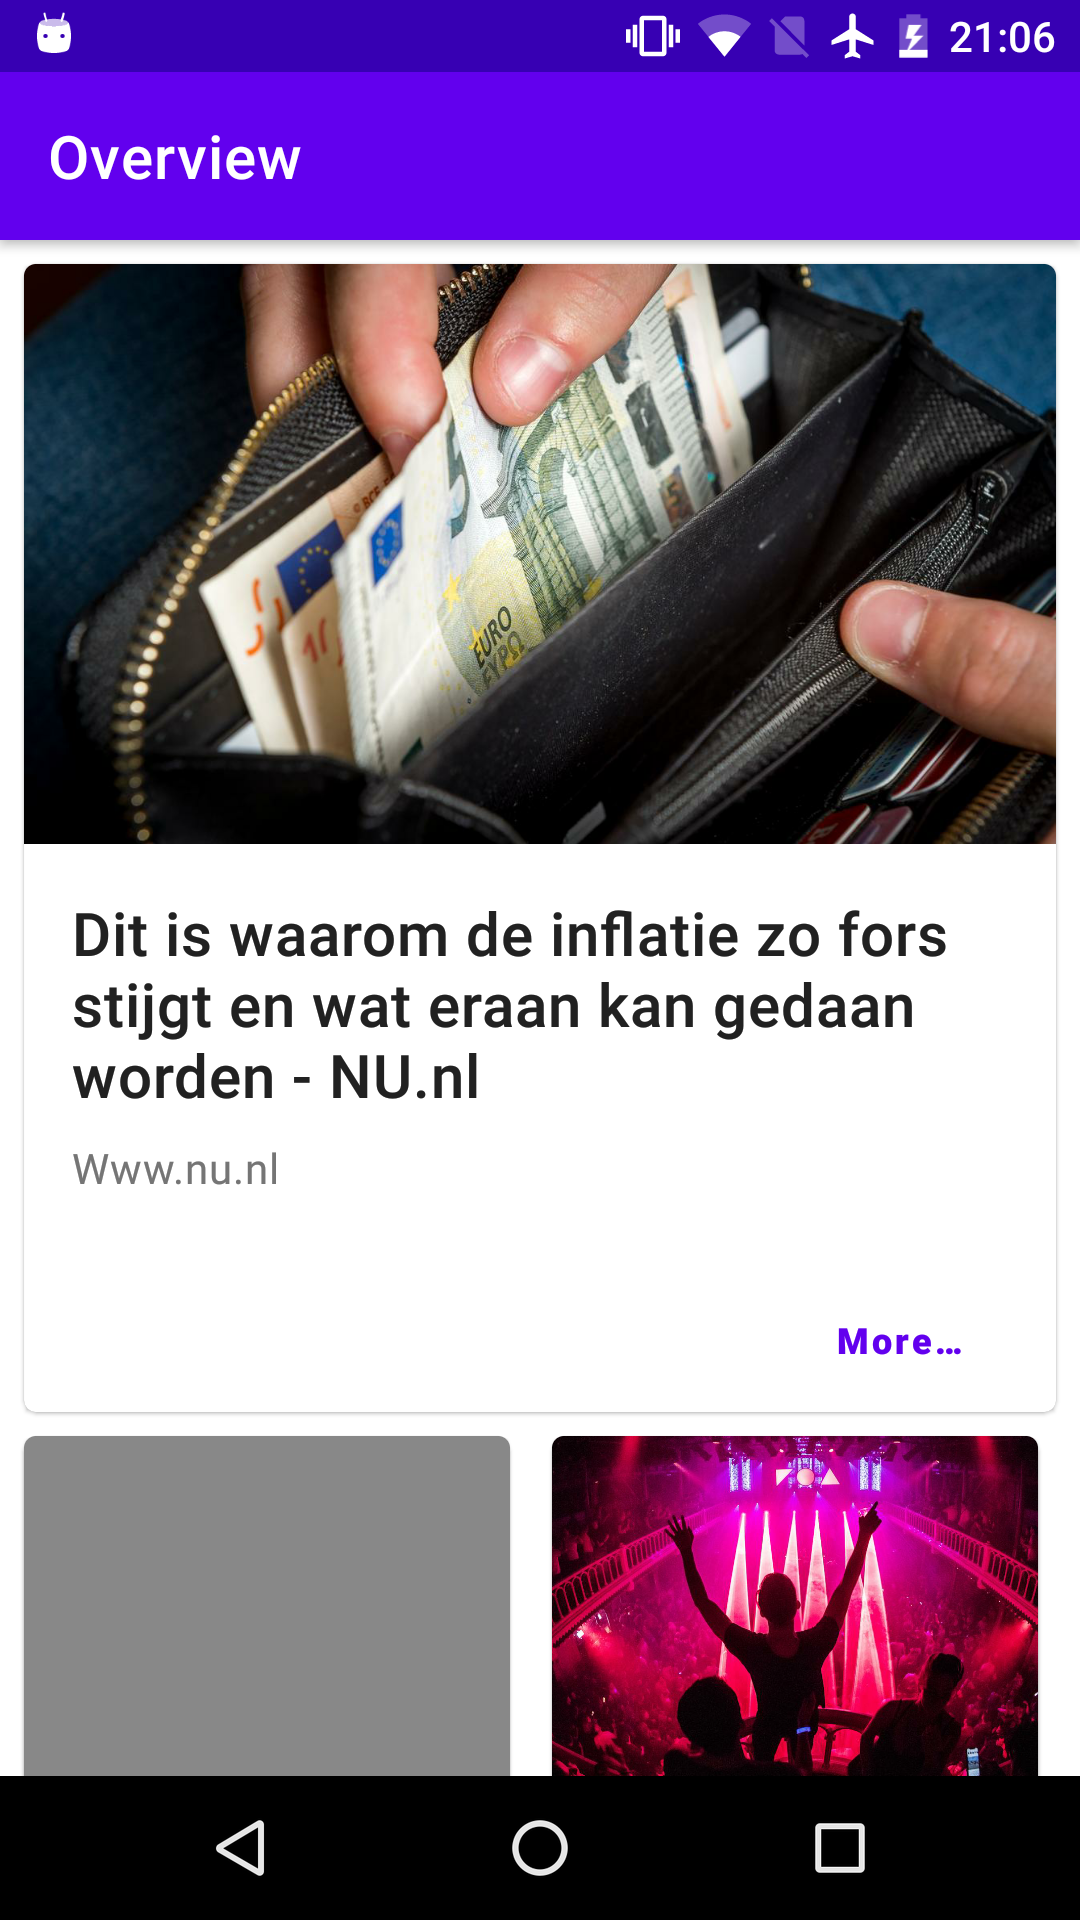 21:06
Overview
EURO
ΕΥΡΩ
Dit is waarom de inflatie zo fors
stijgt en wat eraan kan gedaan
worden - NU.nl
Www.nu.nl
More...